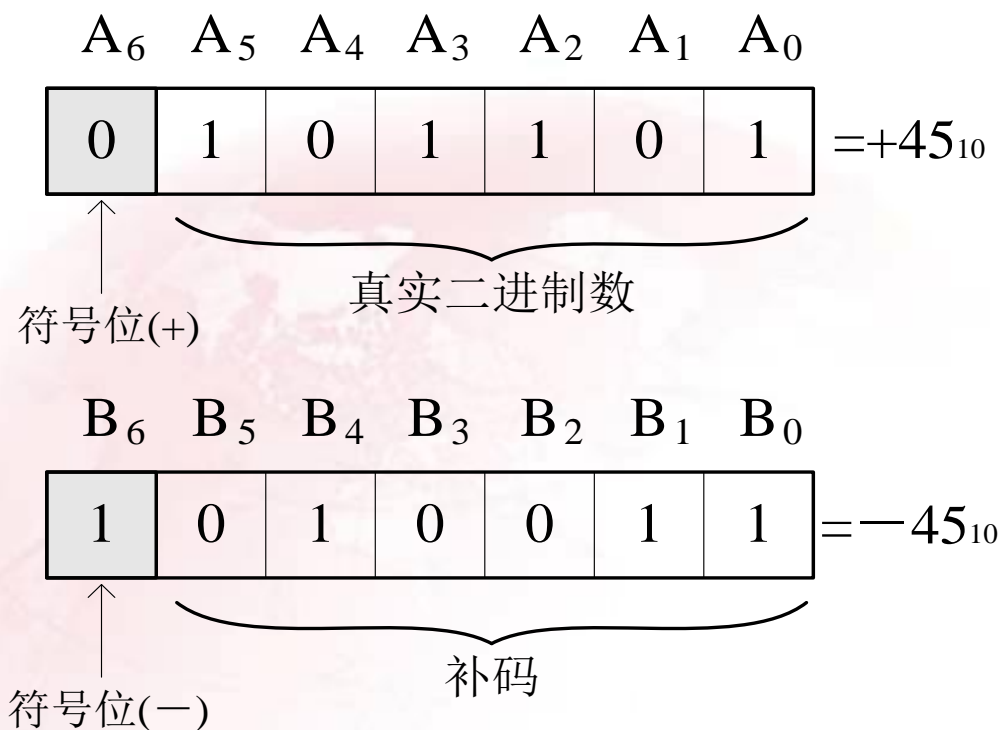 A₆ A₅ A₄ A₃ A₂ A₁ A₀
0 1 0 1 1 0 1 =+45₁₀
真实二进制数
符号位(+)
B₆ B₅ B₄ B₃ B₂ B₁ B₀
1 0 1 0 0 1 1 =－45₁₀
补码
符号位(－)